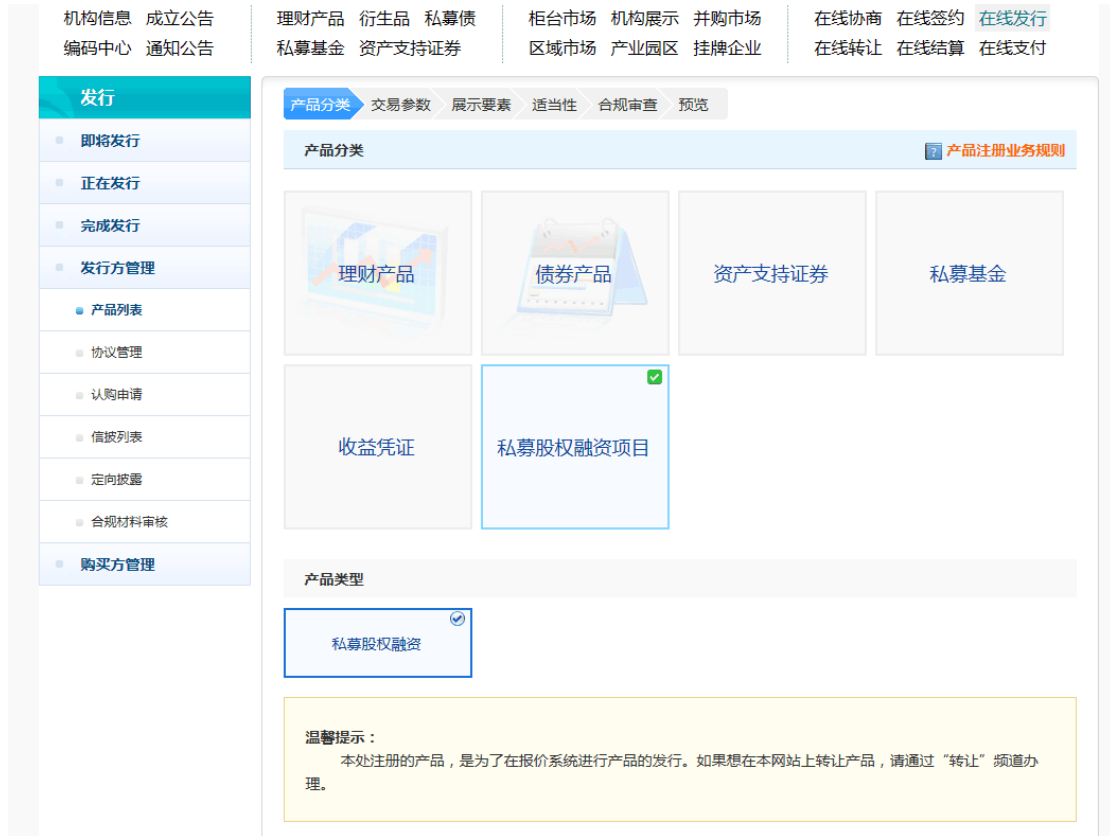 机构信息 成立公告 理财产品 衍生品 私募债 柜台市场 机构展示 并购市场 在线协商 在线签约 在线发行
编码中心 通知公告 私募基金 资产支持证券 区域市场 产业园区 挂牌企业 在线转让 在线结算 在线支付
发行
即将发行
正在发行
完成发行
发行方管理
产品列表
协议管理
认购申请
信披列表
定向披露
合规材料审核
购买方管理
产品分类 交易参数 展示要素 适当性 合规审查 预览
产品分类 ? 产品注册业务规则
理财产品 债券产品 资产支持证券 私募基金
收益凭证 私募股权融资项目
产品类型
私募股权融资
温馨提示：
本处注册的产品，是为了在报价系统进行产品的发行。如果想在本网站上转让产品，请通过“转让”频道办
理。